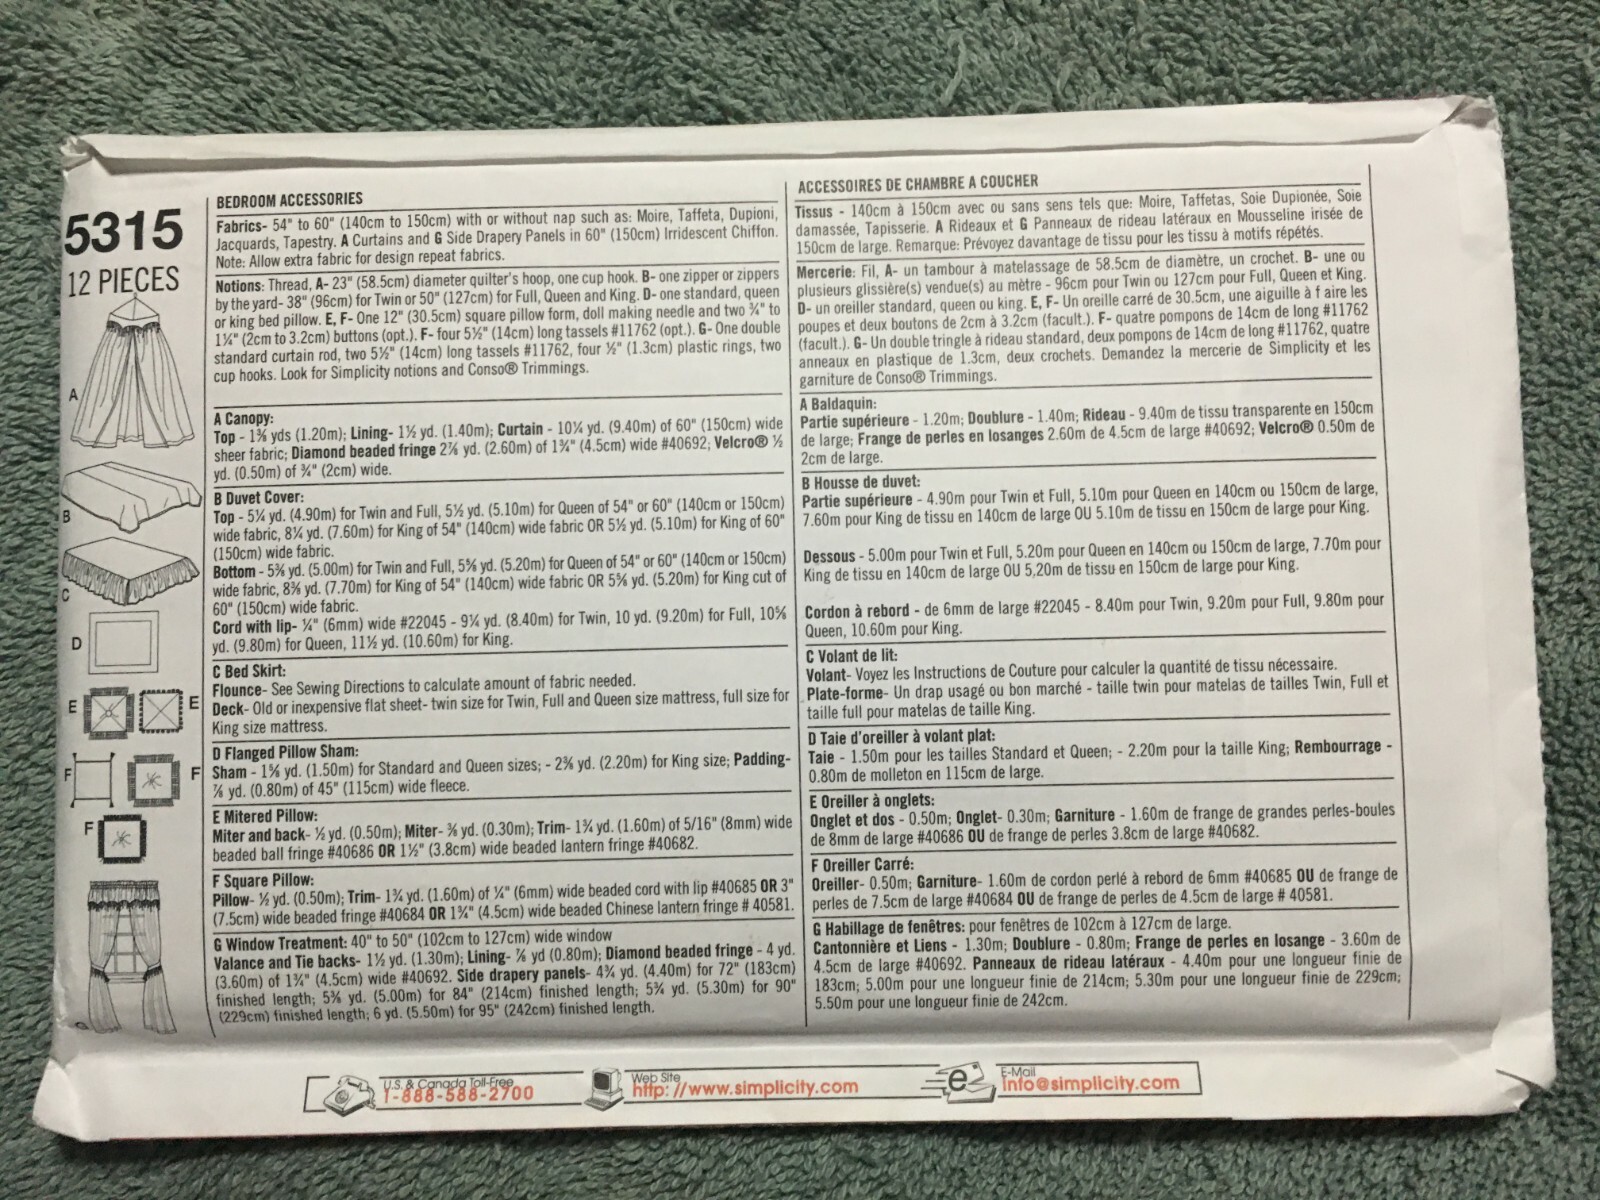 5315
12 PIECES
A
B
C
D
E
E
F
F
F
G
BEDROOM ACCESSORIES
Fabrics- 54" to 60" (140cm to 150cm) with or without nap such as: Moire, Taffeta, Dupioni,
Jacquards, Tapestry. A Curtains and G Side Drapery Panels in 60" (150cm) Irridescent Chiffon.
Note: Allow extra fabric for design repeat fabrics.
Notions: Thread, A- 23" (58.5cm) diameter quilter's hoop, one cup hook. B- one zipper or zippers
by the yard- 38" (96cm) for Twin or 50" (127cm) for Full, Queen and King. D- one standard, queen
or king bed pillow. E, F- One 12" (30.5cm) square pillow form, doll making needle and two ¾" to
1¼" (2cm to 3.2cm) buttons (opt.). F- four 5½" (14cm) long tassels #11762 (opt.). G- One double
standard curtain rod, two 5½" (14cm) long tassels #11762, four ½" (1.3cm) plastic rings, two
cup hooks. Look for Simplicity notions and Conso® Trimmings.
A Canopy:
Top - 1⅜ yds (1.20m); Lining- 1½ yd. (1.40m); Curtain - 10¼ yd. (9.40m) of 60" (150cm) wide
sheer fabric; Diamond beaded fringe 2⅞ yd. (2.60m) of 1¾" (4.5cm) wide #40692; Velcro® ½
yd. (0.50m) of ¾" (2cm) wide.
B Duvet Cover:
Top - 5¼ yd. (4.90m) for Twin and Full, 5½ yd. (5.10m) for Queen of 54" or 60" (140cm or 150cm)
wide fabric, 8¼ yd. (7.60m) for King of 54" (140cm) wide fabric OR 5½ yd. (5.10m) for King of 60"
(150cm) wide fabric.
Bottom - 5⅜ yd. (5.00m) for Twin and Full, 5⅝ yd. (5.20m) for Queen of 54" or 60" (140cm or 150cm)
wide fabric, 8⅜ yd. (7.70m) for King of 54" (140cm) wide fabric OR 5⅝ yd. (5.20m) for King cut of
60" (150cm) wide fabric.
Cord with lip- ¼" (6mm) wide #22045 - 9¼ yd. (8.40m) for Twin, 10 yd. (9.20m) for Full, 10⅝
yd. (9.80m) for Queen, 11½ yd. (10.60m) for King.
C Bed Skirt:
Flounce- See Sewing Directions to calculate amount of fabric needed.
Deck- Old or inexpensive flat sheet- twin size for Twin, Full and Queen size mattress, full size for
King size mattress.
D Flanged Pillow Sham:
Sham - 1⅝ yd. (1.50m) for Standard and Queen sizes; - 2⅜ yd. (2.20m) for King size; Padding-
⅞ yd. (0.80m) of 45" (115cm) wide fleece.
E Mitered Pillow:
Miter and back- ½ yd. (0.50m); Miter- ⅜ yd. (0.30m); Trim- 1¾ yd. (1.60m) of 5/16" (8mm) wide
beaded ball fringe #40686 OR 1½" (3.8cm) wide beaded lantern fringe #40682.
F Square Pillow:
Pillow- ½ yd. (0.50m); Trim- 1¾ yd. (1.60m) of ¼" (6mm) wide beaded cord with lip #40685 OR 3"
(7.5cm) wide beaded fringe #40684 OR 1¾" (4.5cm) wide beaded Chinese lantern fringe # 40581.
G Window Treatment: 40" to 50" (102cm to 127cm) wide window
Valance and Tie backs- 1½ yd. (1.30m); Lining- ⅞ yd (0.80m); Diamond beaded fringe - 4 yd.
(3.60m) of 1¾" (4.5cm) wide #40692. Side drapery panels- 4¾ yd. (4.40m) for 72" (183cm)
finished length; 5⅜ yd. (5.00m) for 84" (214cm) finished length; 5¾ yd. (5.30m) for 90"
(229cm) finished length; 6 yd. (5.50m) for 95" (242cm) finished length.
ACCESSOIRES DE CHAMBRE A COUCHER
Tissus - 140cm à 150cm avec ou sans sens tels que: Moire, Taffetas, Soie Dupionée, Soie
damassée, Tapisserie. A Rideaux et G Panneaux de rideau latéraux en Mousseline irisée de
150cm de large. Remarque: Prévoyez davantage de tissu pour les tissu à motifs répétés.
Mercerie: Fil, A- un tambour à matelassage de 58.5cm de diamètre, un crochet. B- une ou
plusieurs glissière(s) vendue(s) au mètre - 96cm pour Twin ou 127cm pour Full, Queen et King.
D- un oreiller standard, queen ou king. E, F- Un oreille carré de 30.5cm, une aiguille à f aire les
poupes et deux boutons de 2cm à 3.2cm (facult.). F- quatre pompons de 14cm de long #11762
(facult.). G- Un double tringle à rideau standard, deux pompons de 14cm de long #11762, quatre
anneaux en plastique de 1.3cm, deux crochets. Demandez la mercerie de Simplicity et les
garniture de Conso® Trimmings.
A Baldaquin:
Partie supérieure - 1.20m; Doublure - 1.40m; Rideau - 9.40m de tissu transparente en 150cm
de large; Frange de perles en losanges 2.60m de 4.5cm de large #40692; Velcro® 0.50m de
2cm de large.
B Housse de duvet:
Partie supérieure - 4.90m pour Twin et Full, 5.10m pour Queen en 140cm ou 150cm de large,
7.60m pour King de tissu en 140cm de large OU 5.10m de tissu en 150cm de large pour King.
Dessous - 5.00m pour Twin et Full, 5.20m pour Queen en 140cm ou 150cm de large, 7.70m pour
King de tissu en 140cm de large OU 5,20m de tissu en 150cm de large pour King.
Cordon à rebord - de 6mm de large #22045 - 8.40m pour Twin, 9.20m pour Full, 9.80m pour
Queen, 10.60m pour King.
C Volant de lit:
Volant- Voyez les Instructions de Couture pour calculer la quantité de tissu nécessaire.
Plate-forme- Un drap usagé ou bon marché - taille twin pour matelas de tailles Twin, Full et
taille full pour matelas de taille King.
D Taie d'oreiller à volant plat:
Taie - 1.50m pour les tailles Standard et Queen; - 2.20m pour la taille King; Rembourrage -
0.80m de molleton en 115cm de large.
E Oreiller à onglets:
Onglet et dos - 0.50m; Onglet- 0.30m; Garniture - 1.60m de frange de grandes perles-boules
de 8mm de large #40686 OU de frange de perles 3.8cm de large #40682.
F Oreiller Carré:
Oreiller- 0.50m; Garniture- 1.60m de cordon perlé à rebord de 6mm #40685 OU de frange de
perles de 7.5cm de large #40684 OU de frange de perles de 4.5cm de large # 40581.
G Habillage de fenêtres: pour fenêtres de 102cm à 127cm de large.
Cantonnière et Liens - 1.30m; Doublure - 0.80m; Frange de perles en losange - 3.60m de
4.5cm de large #40692. Panneaux de rideau latéraux - 4.40m pour une longueur finie de
183cm; 5.00m pour une longueur finie de 214cm; 5.30m pour une longueur finie de 229cm;
5.50m pour une longueur finie de 242cm.
U.S. & Canada Toll-Free
1-888-588-2700
Web Site
http: //www.simplicity.com
e
E-Mail
info@simplicity.com